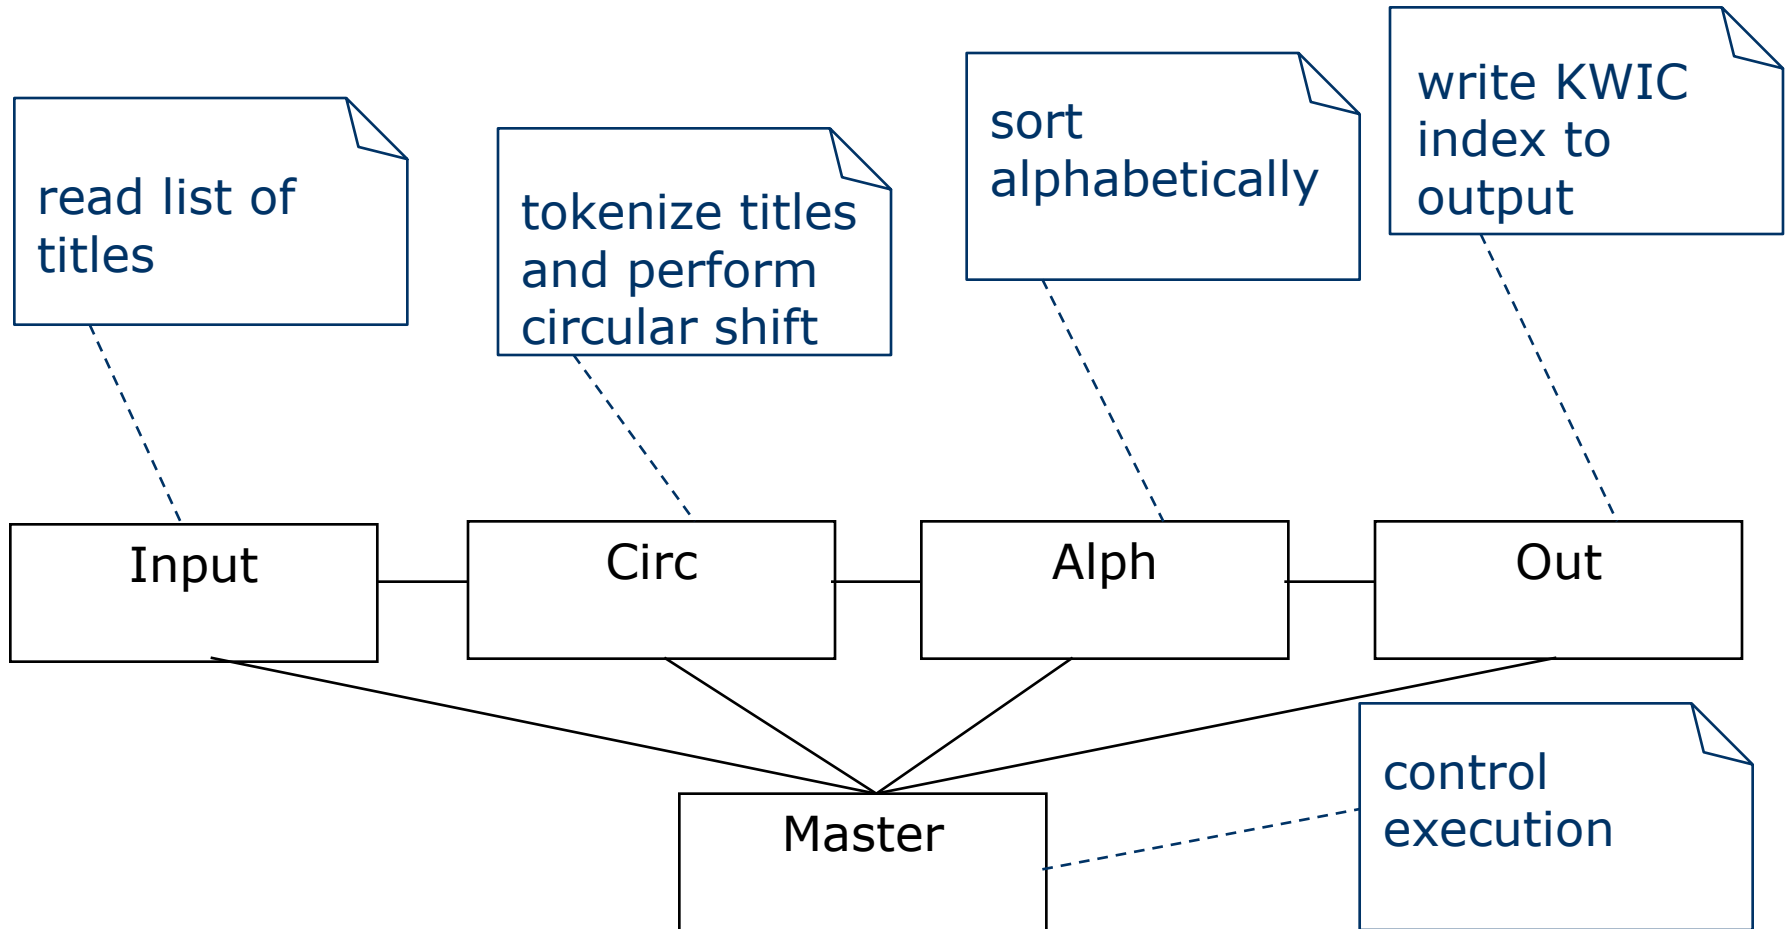 read list of
titles
tokenize titles
and perform
circular shift
sort
alphabetically
write KWIC
index to
output
Input
Circ
Alph
Out
Master
control
execution